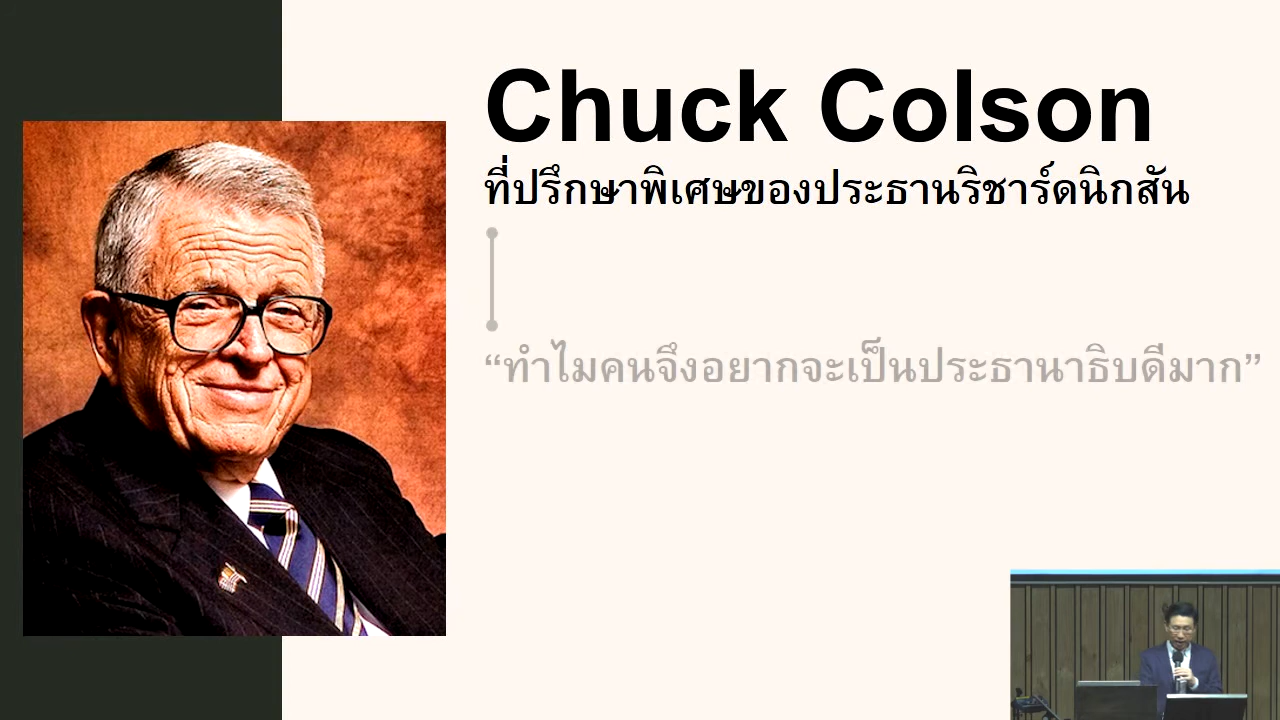 Chuck Colson
ที่ปรึกษาพิเศษของประธานริชาร์ดนิกสัน
“ทำไมคนจึงอยากจะเป็นประธานาธิบดีมาก”